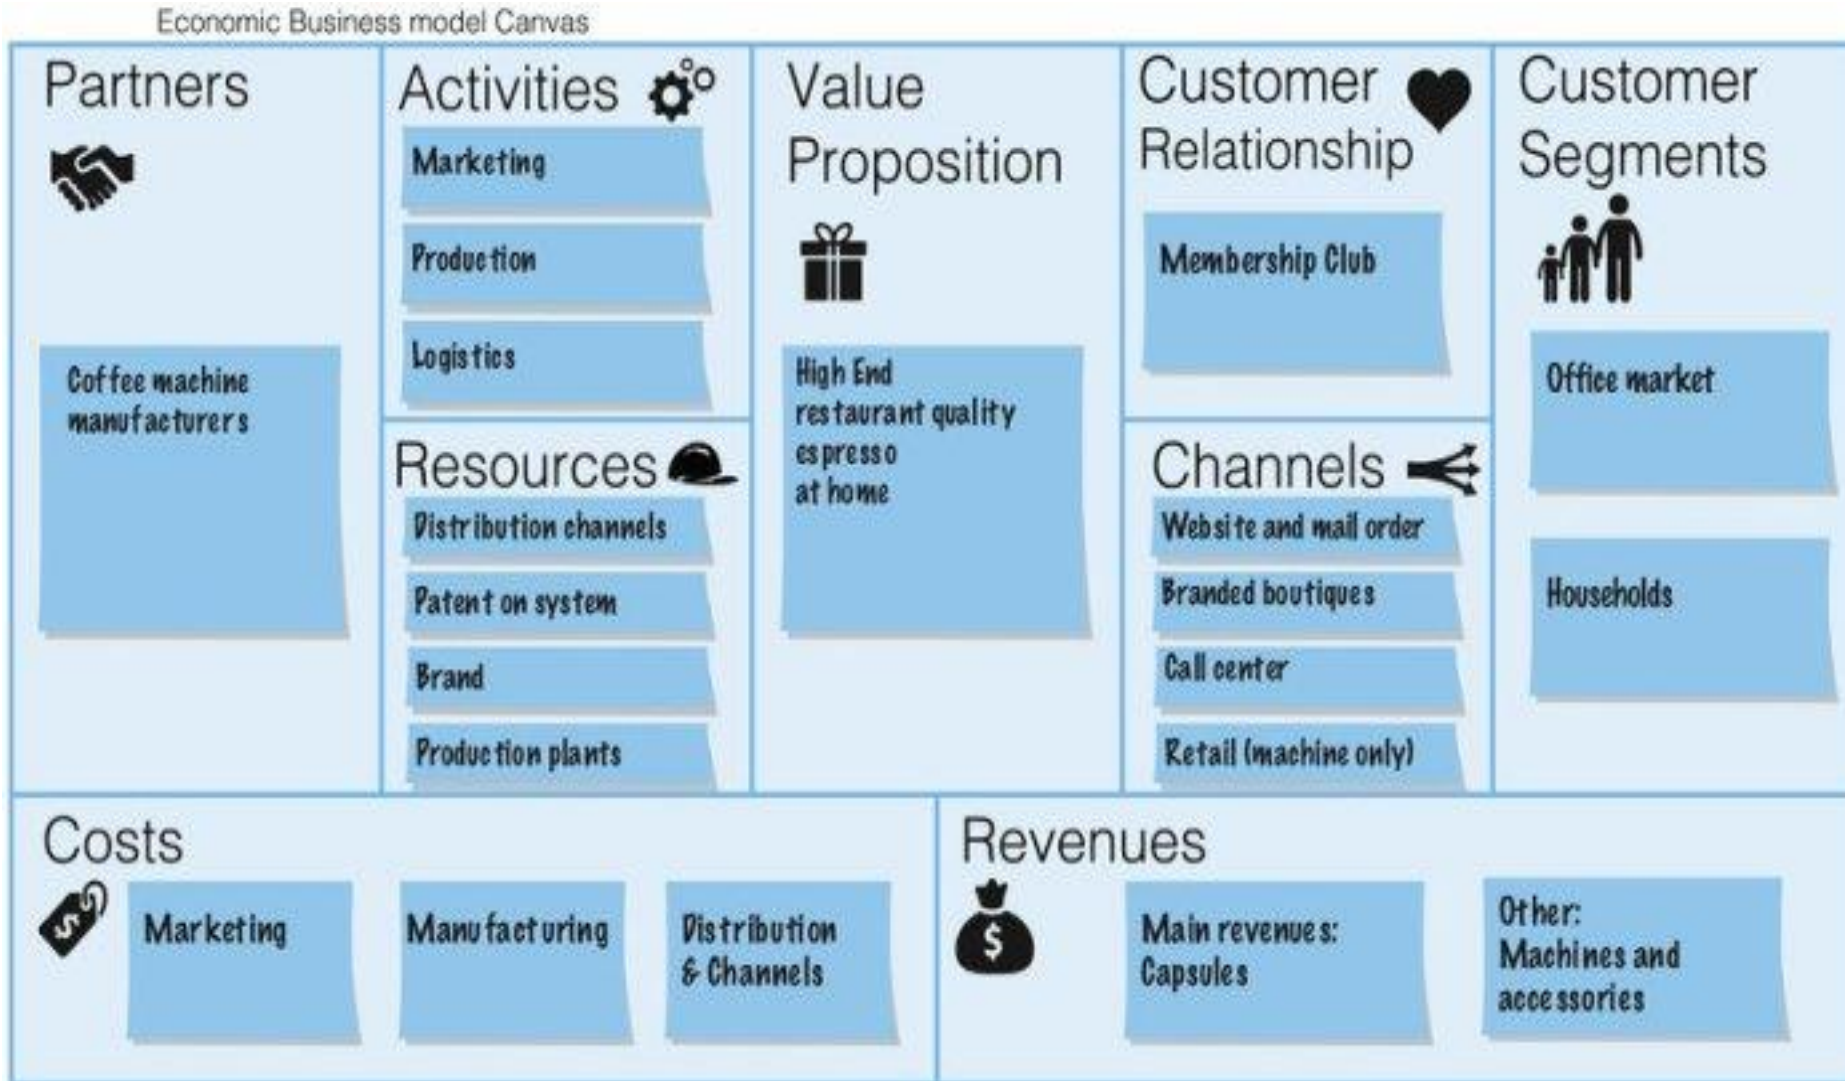 Economic Business model Canvas
Partners
Coffee machine
manufacturers
Activities
Marketing
Production
Logistics
Resources
Distribution channels
Patent on system
Brand
Production plants
Value
Proposition
High End
restaurant quality
espresso
at home
Customer
Relationship
Membership Club
Channels
Website and mail order
Branded boutiques
Call center
Retail (machine only)
Customer
Segments
Office market
Households
Costs
$
Marketing
Manufacturing
Distribution
& Channels
Revenues
$
Main revenues:
Capsules
Other:
Machines and
accessories